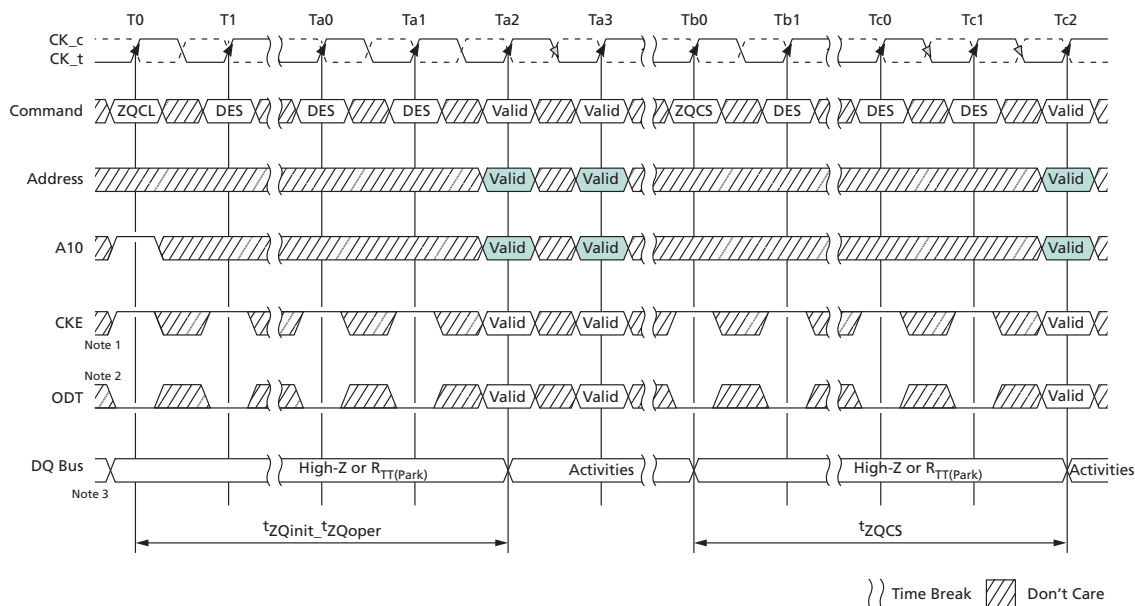 T0 T1 Ta0 Ta1 Ta2 Ta3 Tb0 Tb1 Tc0 Tc1 Tc2
CK_c
CK_t
Command ZQCL DES DES DES Valid Valid ZQCS DES DES DES Valid
Address Valid Valid Valid
A10 Valid Valid Valid
CKE Valid Valid Valid
Note 1
Note 2
ODT Valid Valid Valid
DQ Bus High-Z or RTT(Park) Activities High-Z or RTT(Park) Activities
Note 3
tZQinit_tZQoper tZQCS
Time Break Don't Care